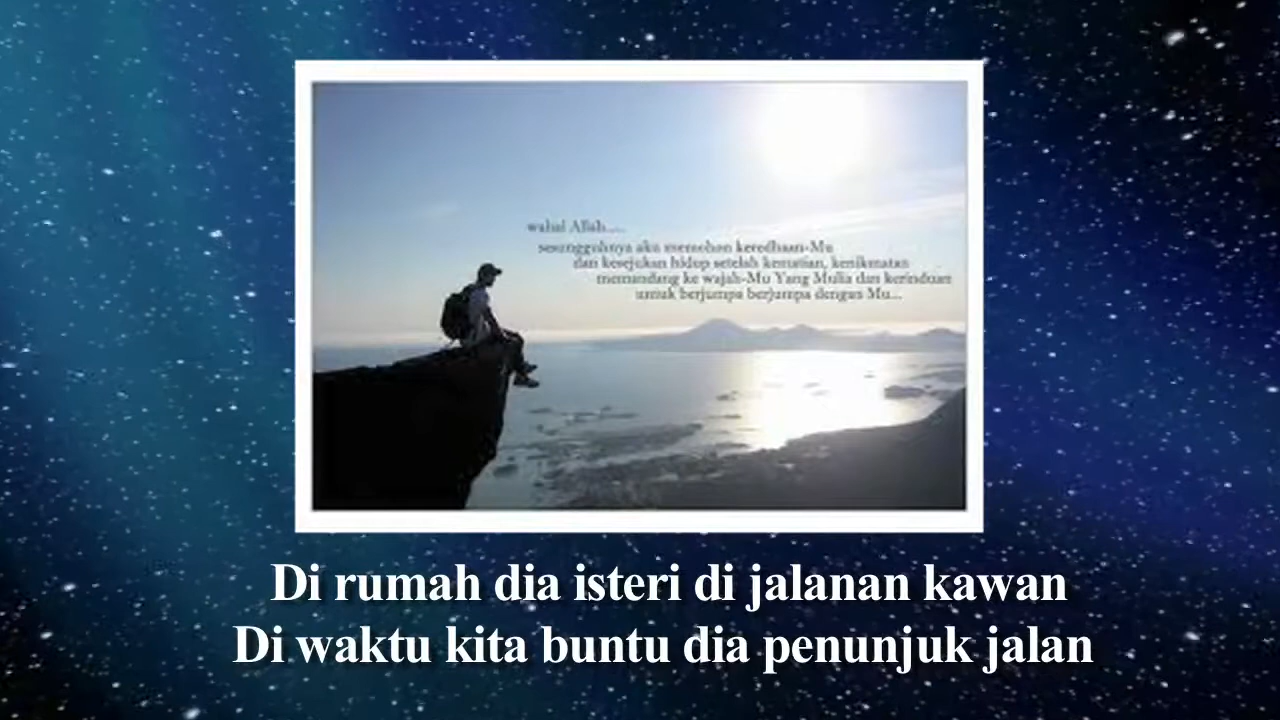 wahai Allah.....
sesungguhnya aku memohon keredhaan-Mu
dan kesejukan hidup setelah kematian, kenikmatan
memandang ke wajah-Mu Yang Mulia dan kerinduan
untuk berjumpa berjumpa dengan Mu...
Di rumah dia isteri di jalanan kawan
Di waktu kita buntu dia penunjuk jalan